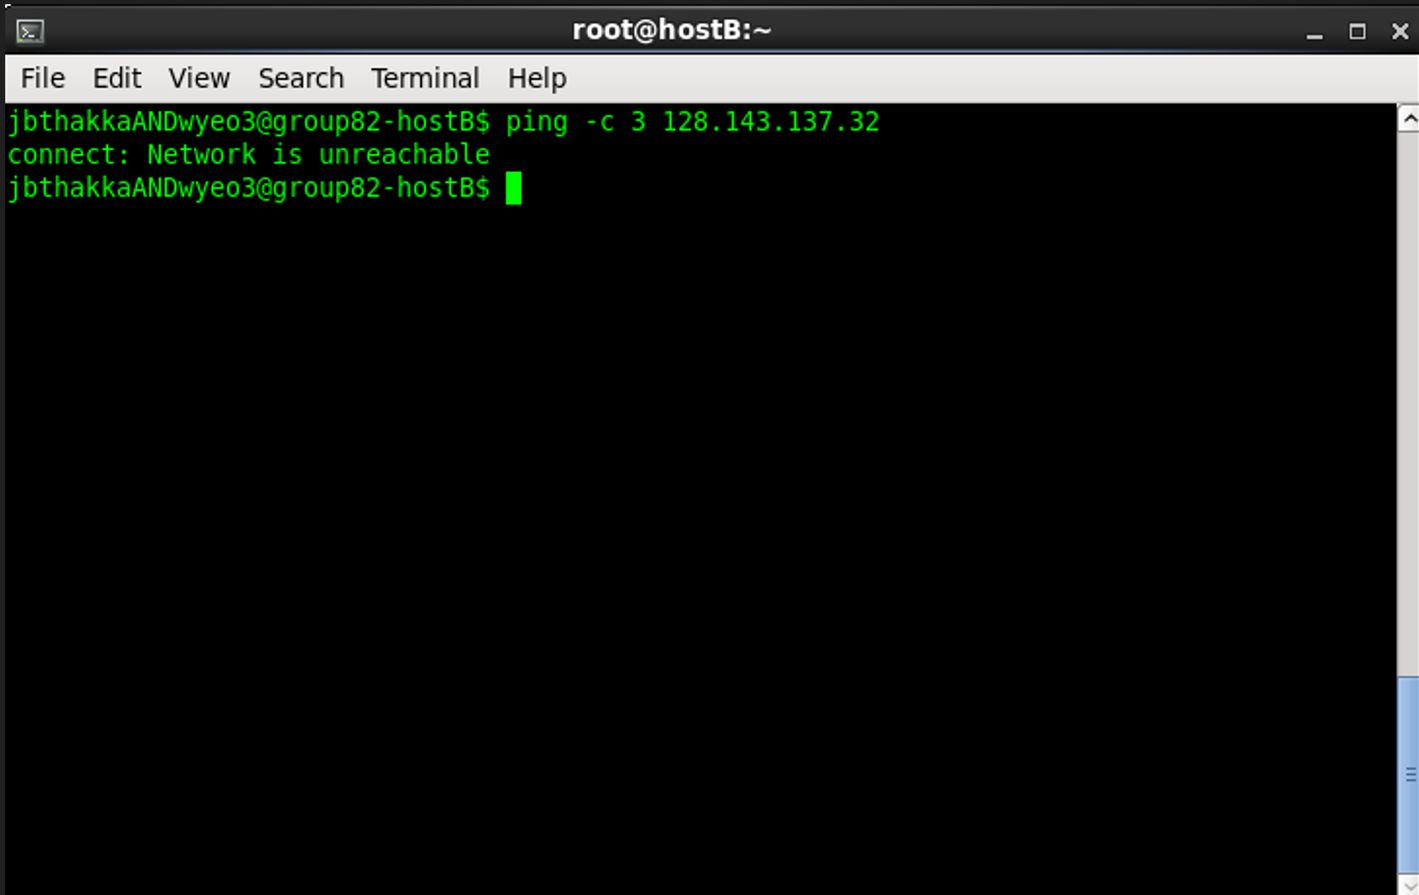 root@hostB:~
File Edit View Search Terminal Help
jbthakkaANDwyeo3@group82-hostB$ ping -c 3 128.143.137.32
connect: Network is unreachable
jbthakkaANDwyeo3@group82-hostB$